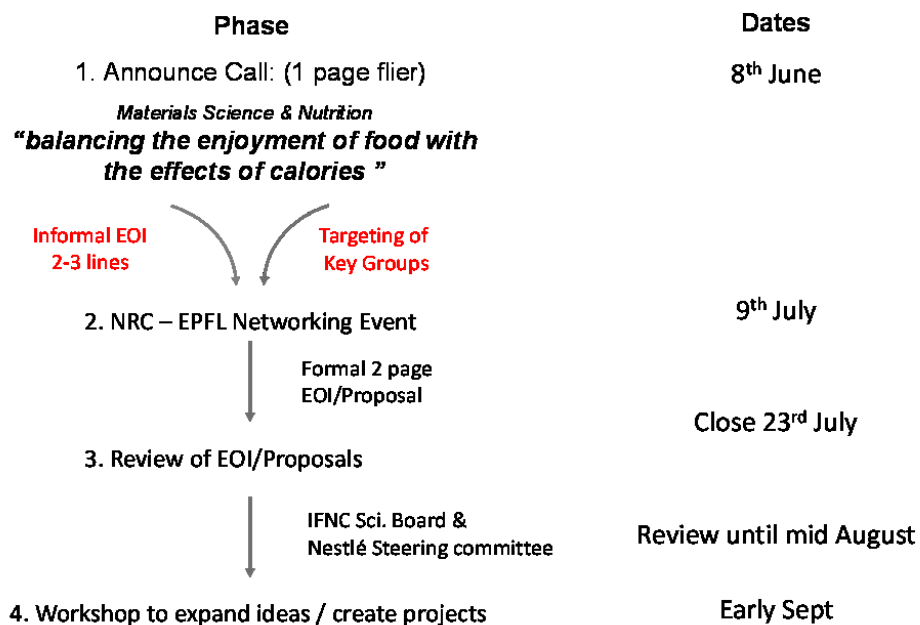 Phase
Dates
1. Announce Call: (1 page flier)
8th June
Materials Science & Nutrition
“balancing the enjoyment of food with
the effects of calories ”
Informal EOI
2-3 lines
Targeting of
Key Groups
2. NRC – EPFL Networking Event
9th July
Formal 2 page
EOI/Proposal
Close 23rd July
3. Review of EOI/Proposals
IFNC Sci. Board &
Nestlé Steering committee
Review until mid August
4. Workshop to expand ideas / create projects
Early Sept